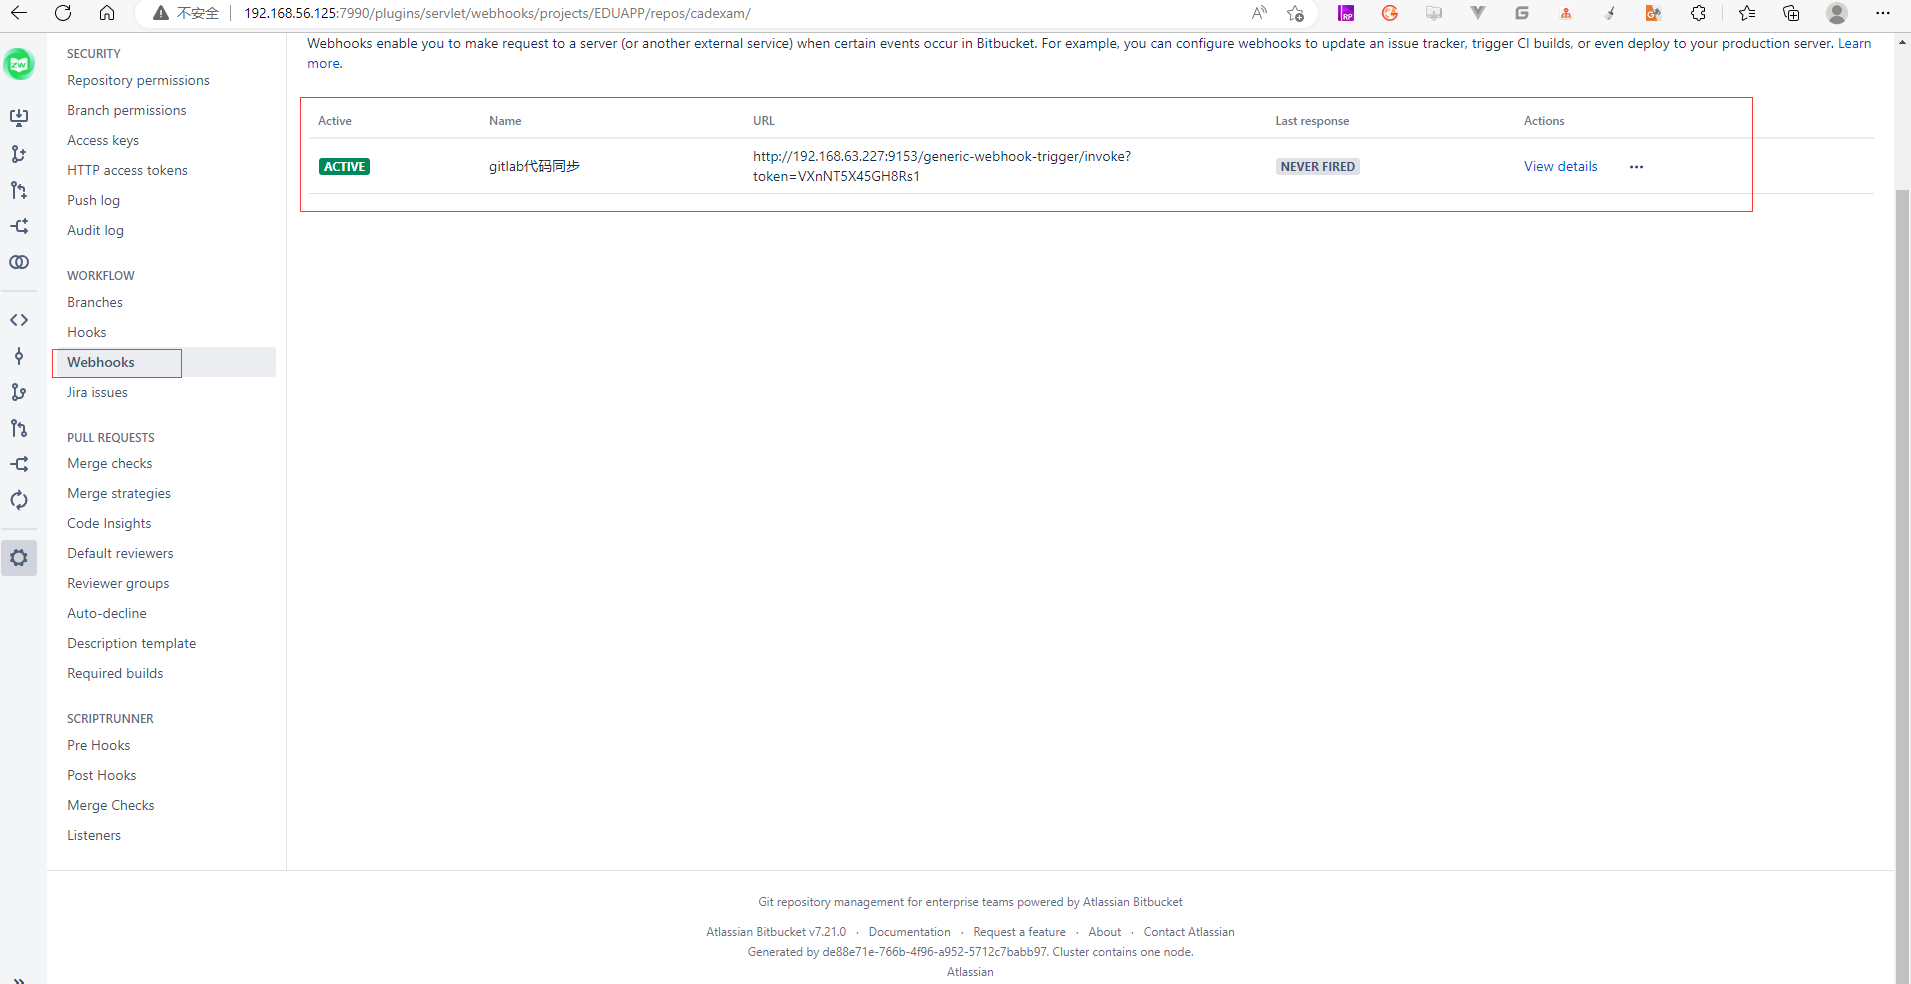 不安全
192.168.56.125:7990/plugins/servlet/webhooks/projects/EDUAPP/repos/cadexam/
zw
SECURITY
Repository permissions
Branch permissions
Access keys
HTTP access tokens
Push log
Audit log
WORKFLOW
Branches
Hooks
Webhooks
Jira issues
PULL REQUESTS
Merge checks
Merge strategies
Code Insights
Default reviewers
Reviewer groups
Auto-decline
Description template
Required builds
SCRIPTRUNNER
Pre Hooks
Post Hooks
Merge Checks
Listeners
Webhooks enable you to make request to a server (or another external service) when certain events occur in Bitbucket. For example, you can configure webhooks to update an issue tracker, trigger CI builds, or even deploy to your production server. Learn
more.
Active Name URL Last response Actions
ACTIVE gitlab代码同步 http://192.168.63.227:9153/generic-webhook-trigger/invoke? NEVER FIRED View details
token=VXnNT5X45GH8Rs1
Git repository management for enterprise teams powered by Atlassian Bitbucket
Atlassian Bitbucket v7.21.0 · Documentation · Request a feature · About · Contact Atlassian
Generated by de88e71e-766b-4f96-a952-5712c7babb97. Cluster contains one node.
Atlassian